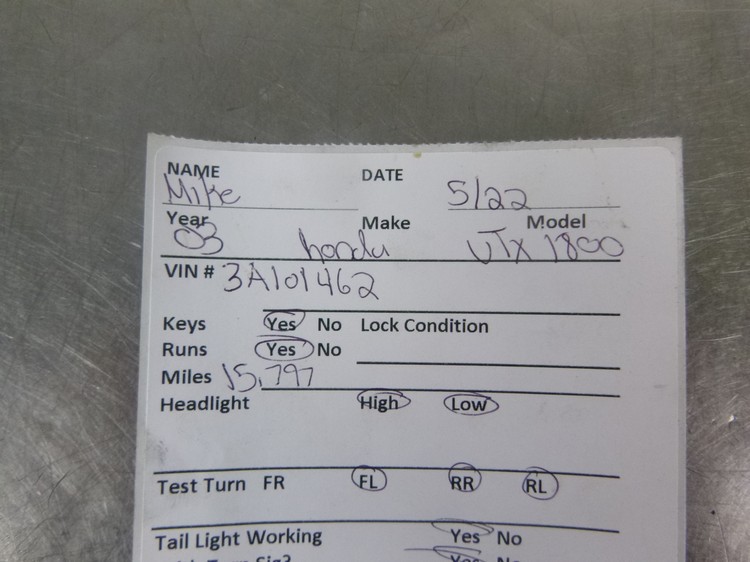 NAME DATE
Mike 5/22
Year Make Model
03 honda VTX 1800
VIN # 3A101462
Keys Yes No Lock Condition
Runs Yes No
Miles 15,797
Headlight High Low
Test Turn FR FL RR RL
Tail Light Working Yes No